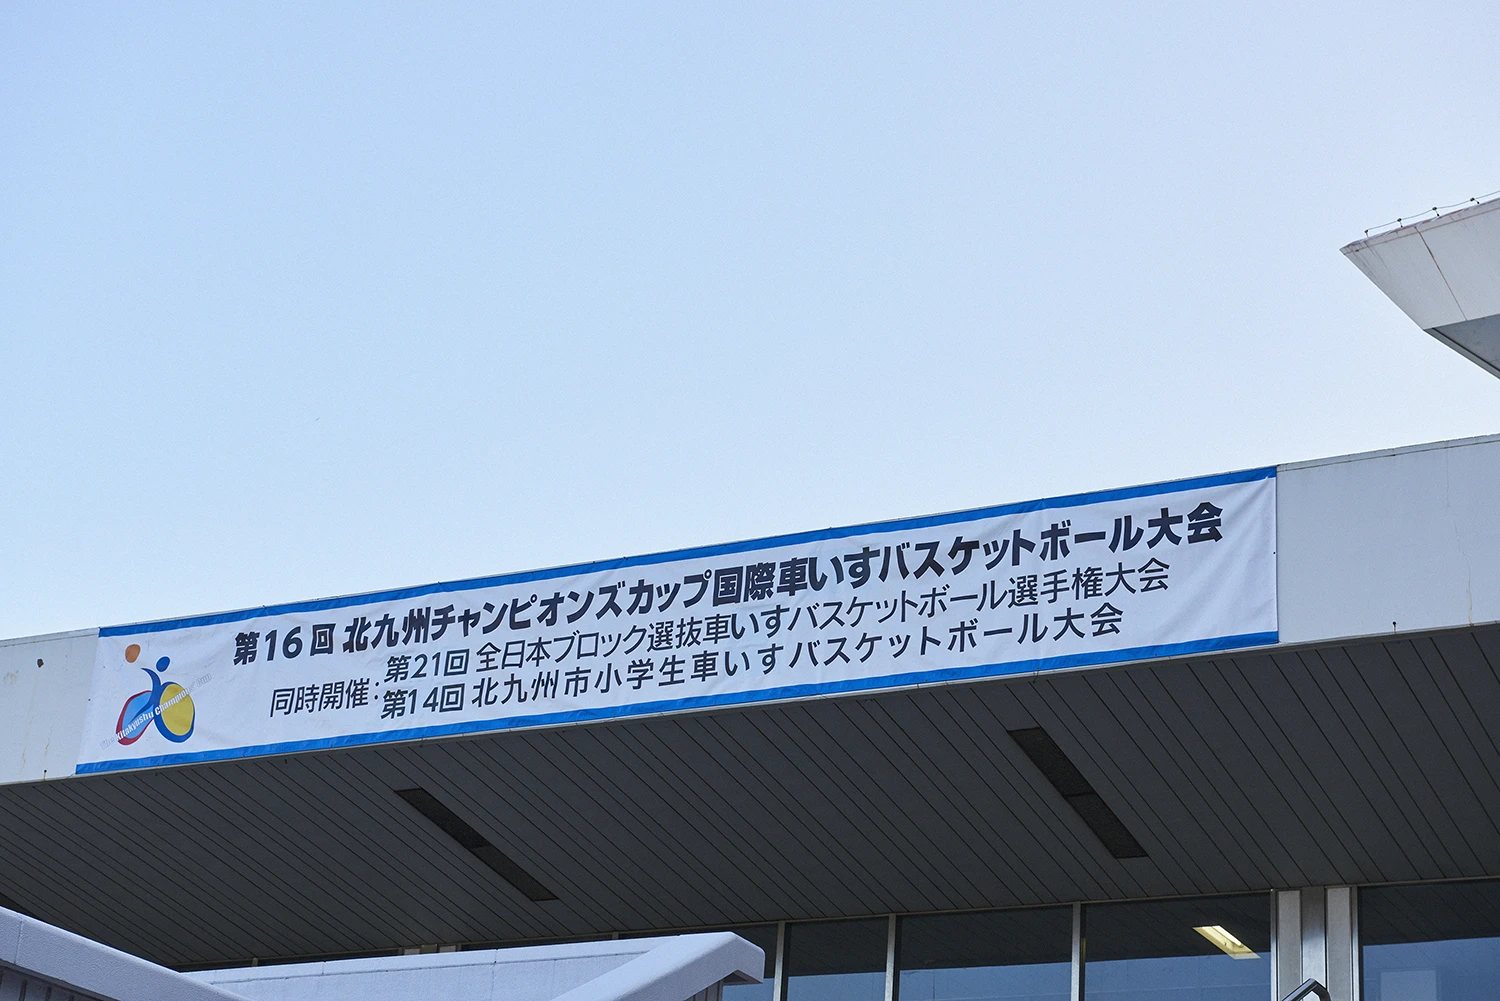 第16回 北九州チャンピオンズカップ国際車いすバスケットボール大会
同時開催：第21回 全日本ブロック選抜車いすバスケットボール選手権大会
第14回 北九州市小学生車いすバスケットボール大会
Kitakyushu Champion